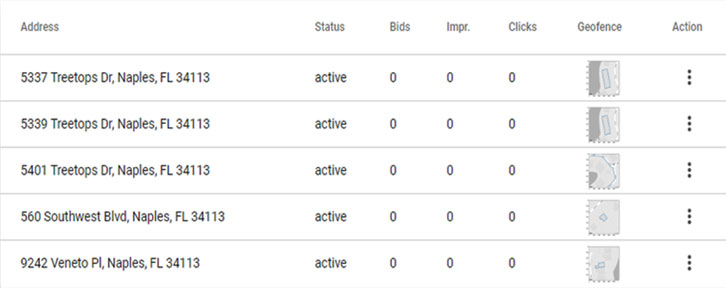 Address Status Bids Impr. Clicks Geofence Action
5337 Treetops Dr, Naples, FL 34113 active 0 0 0
5339 Treetops Dr, Naples, FL 34113 active 0 0 0
5401 Treetops Dr, Naples, FL 34113 active 0 0 0
560 Southwest Blvd, Naples, FL 34113 active 0 0 0
9242 Veneto Pl, Naples, FL 34113 active 0 0 0